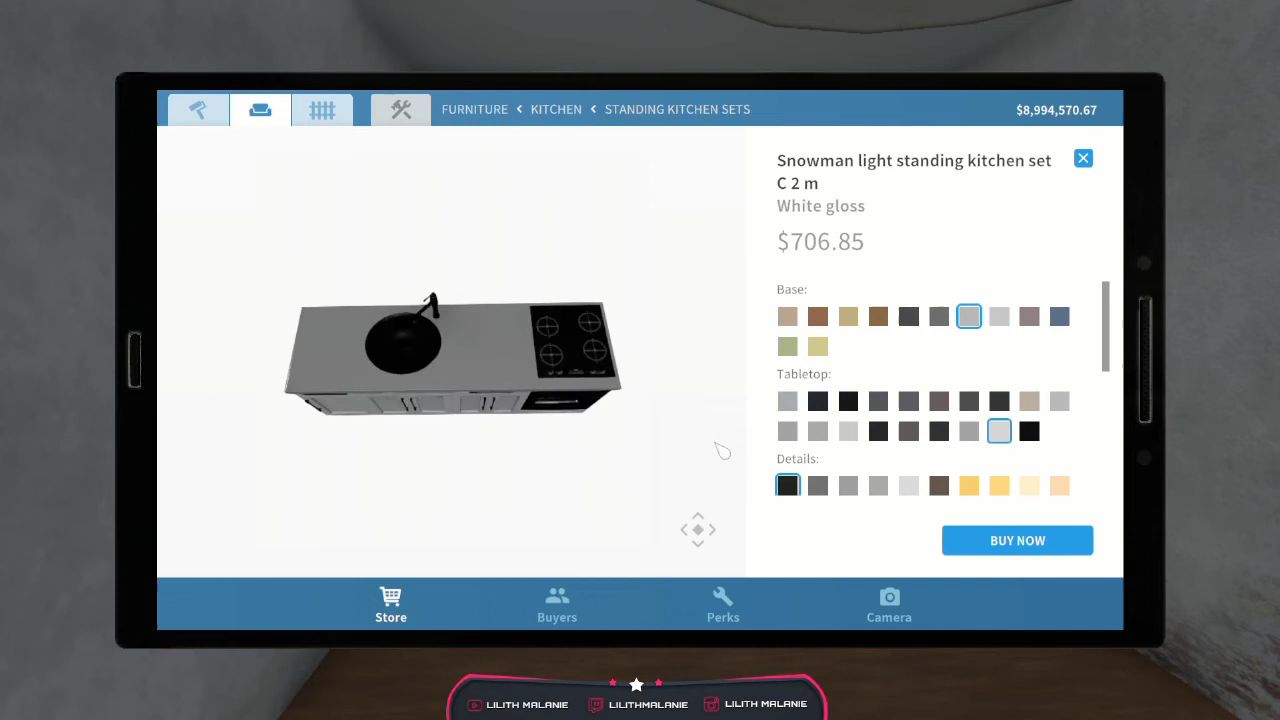 FURNITURE < KITCHEN < STANDING KITCHEN SETS
$8,994,570.67
Snowman light standing kitchen set
C 2 m
White gloss
$706.85
Base:
Tabletop:
Details:
BUY NOW
Store
Buyers
Perks
Camera
LILITH MALANIE
LILITHMALANIE
LILITH MALANIE